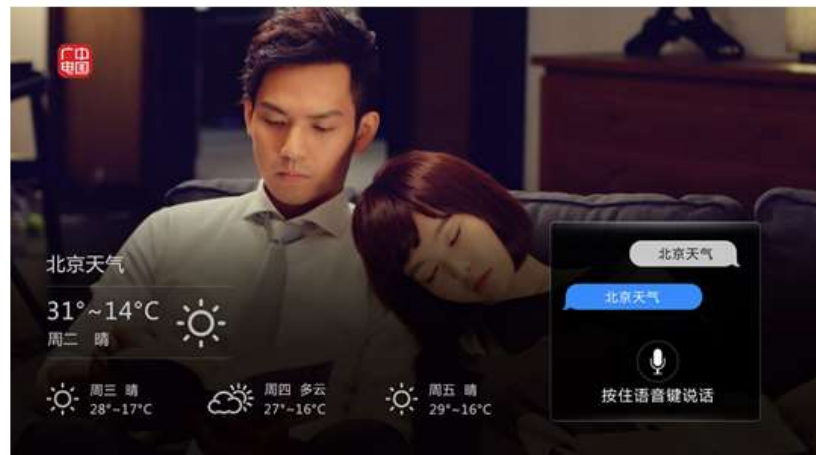 广中
电国
北京天气
31°~14°C
周二 晴
周三 晴
28°~17°C
周四 多云
27°~16°C
周五 晴
29°~16°C
北京天气
北京天气
按住语音键说话